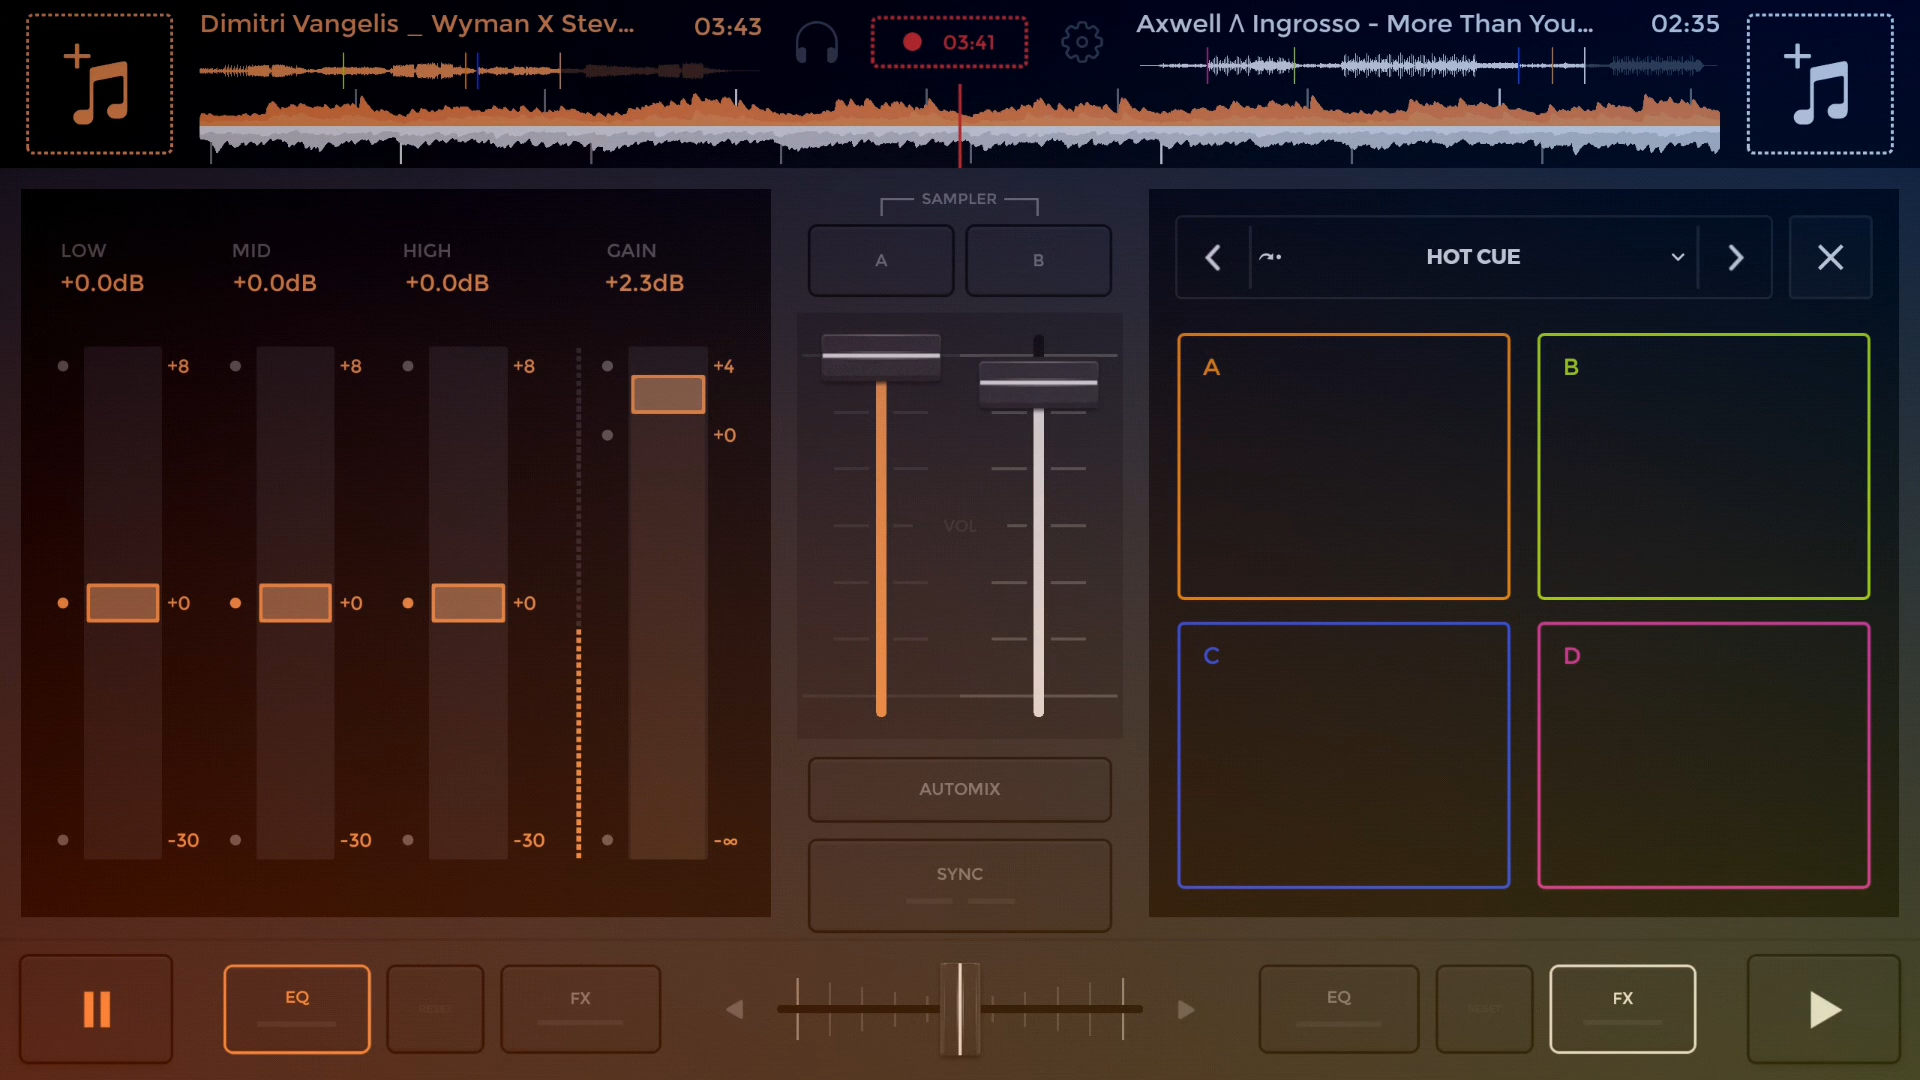 Dimitri Vangelis _ Wyman X Stev...
03:43
03:41
Axwell Λ Ingrosso - More Than You...
02:35
SAMPLER
A
B
LOW
MID
HIGH
GAIN
+0.0dB
+0.0dB
+0.0dB
+2.3dB
+8
+8
+8
+4
+0
+0
+0
+0
-30
-30
-30
-∞
VOL
AUTOMIX
SYNC
HOT CUE
A
B
C
D
EQ
RESET
FX
EQ
RESET
FX